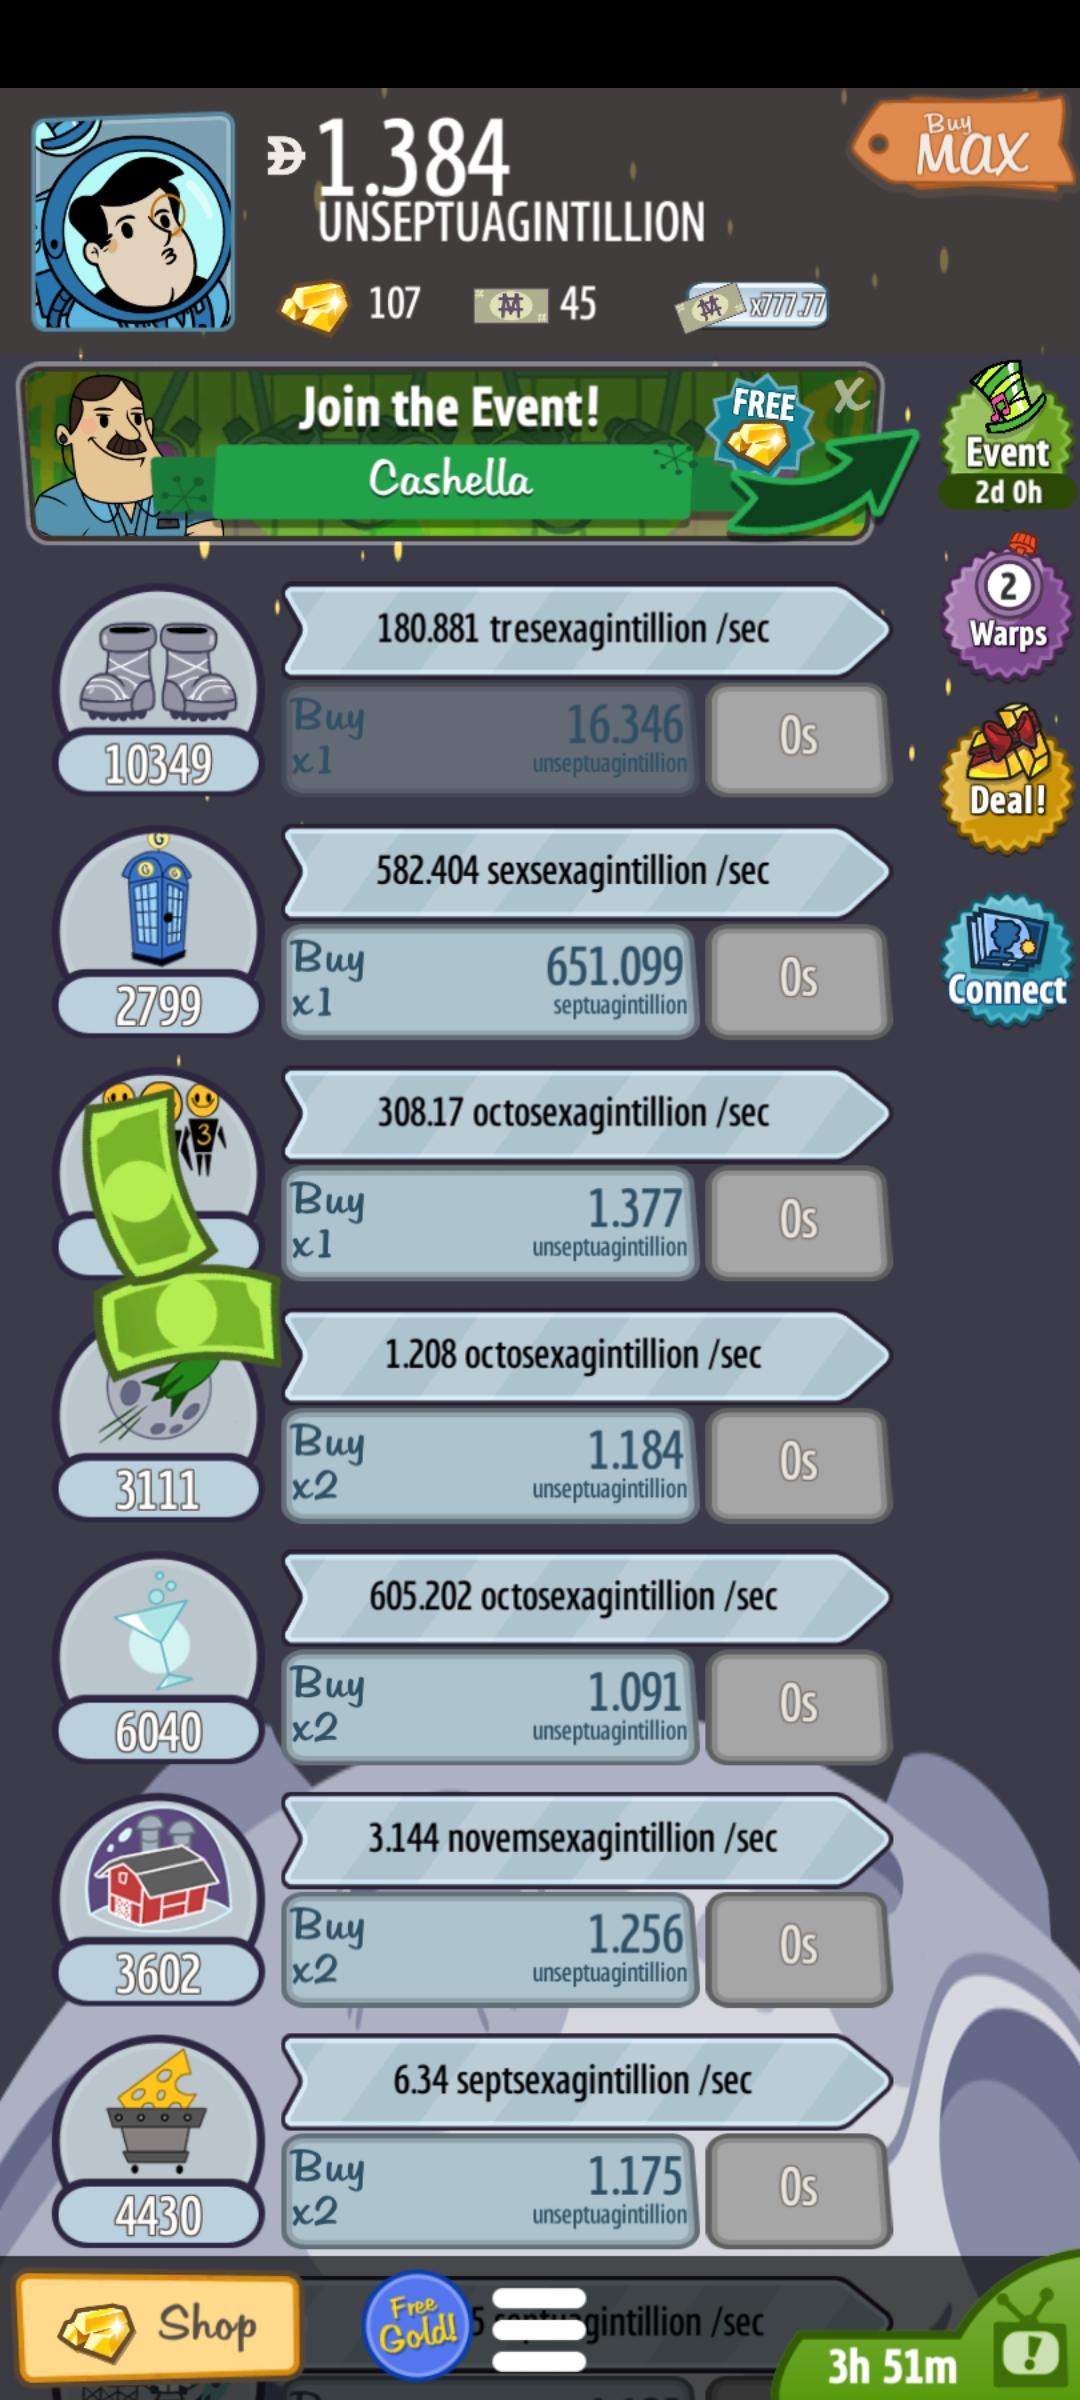 Buy
MAX
1.384
UNSEPTUAGINTILLION
107 45 x777.77
Join the Event!
FREE
X
Cashella
Event
2d 0h
180.881 tresexagintillion /sec
2
Warps
Buy 16.346
x1 unseptuagintillion
0s
10349
Deal!
G
G G
582.404 sexsexagintillion /sec
Buy 651.099
x1 septuagintillion
0s
2799
Connect
3
308.17 octosexagintillion /sec
Buy 1.377
x1 unseptuagintillion
0s
1.208 octosexagintillion /sec
Buy 1.184
x2 unseptuagintillion
0s
3111
605.202 octosexagintillion /sec
Buy 1.091
x2 unseptuagintillion
0s
6040
3.144 novemsexagintillion /sec
Buy 1.256
x2 unseptuagintillion
0s
3602
6.34 septsexagintillion /sec
Buy 1.175
x2 unseptuagintillion
0s
4430
Shop
Free
Gold!
/sec
3h 51m
!